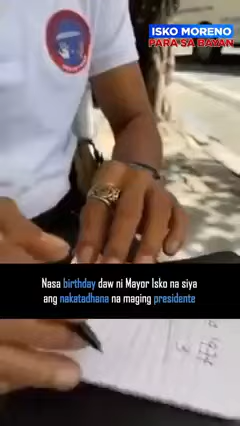 ISKO MORENO
PARA SA BAYAN
Nasa birthday daw ni Mayor Isko na siya
ang nakatadhana na maging presidente